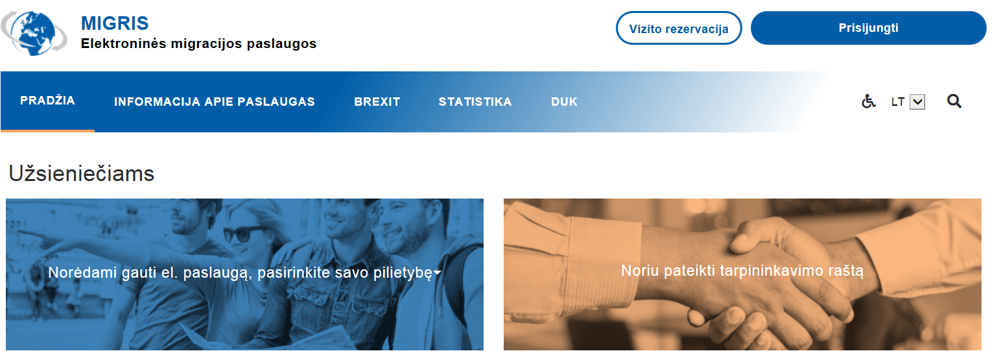 MIGRIS
Elektroninės migracijos paslaugos
Vizito rezervacija
Prisijungti
PRADŽIA
INFORMACIJA APIE PASLAUGAS
BREXIT
STATISTIKA
DUK
LT
Užsieniečiams
Norėdami gauti el. paslaugą, pasirinkite savo pilietybę
Noriu pateikti tarpininkavimo raštą